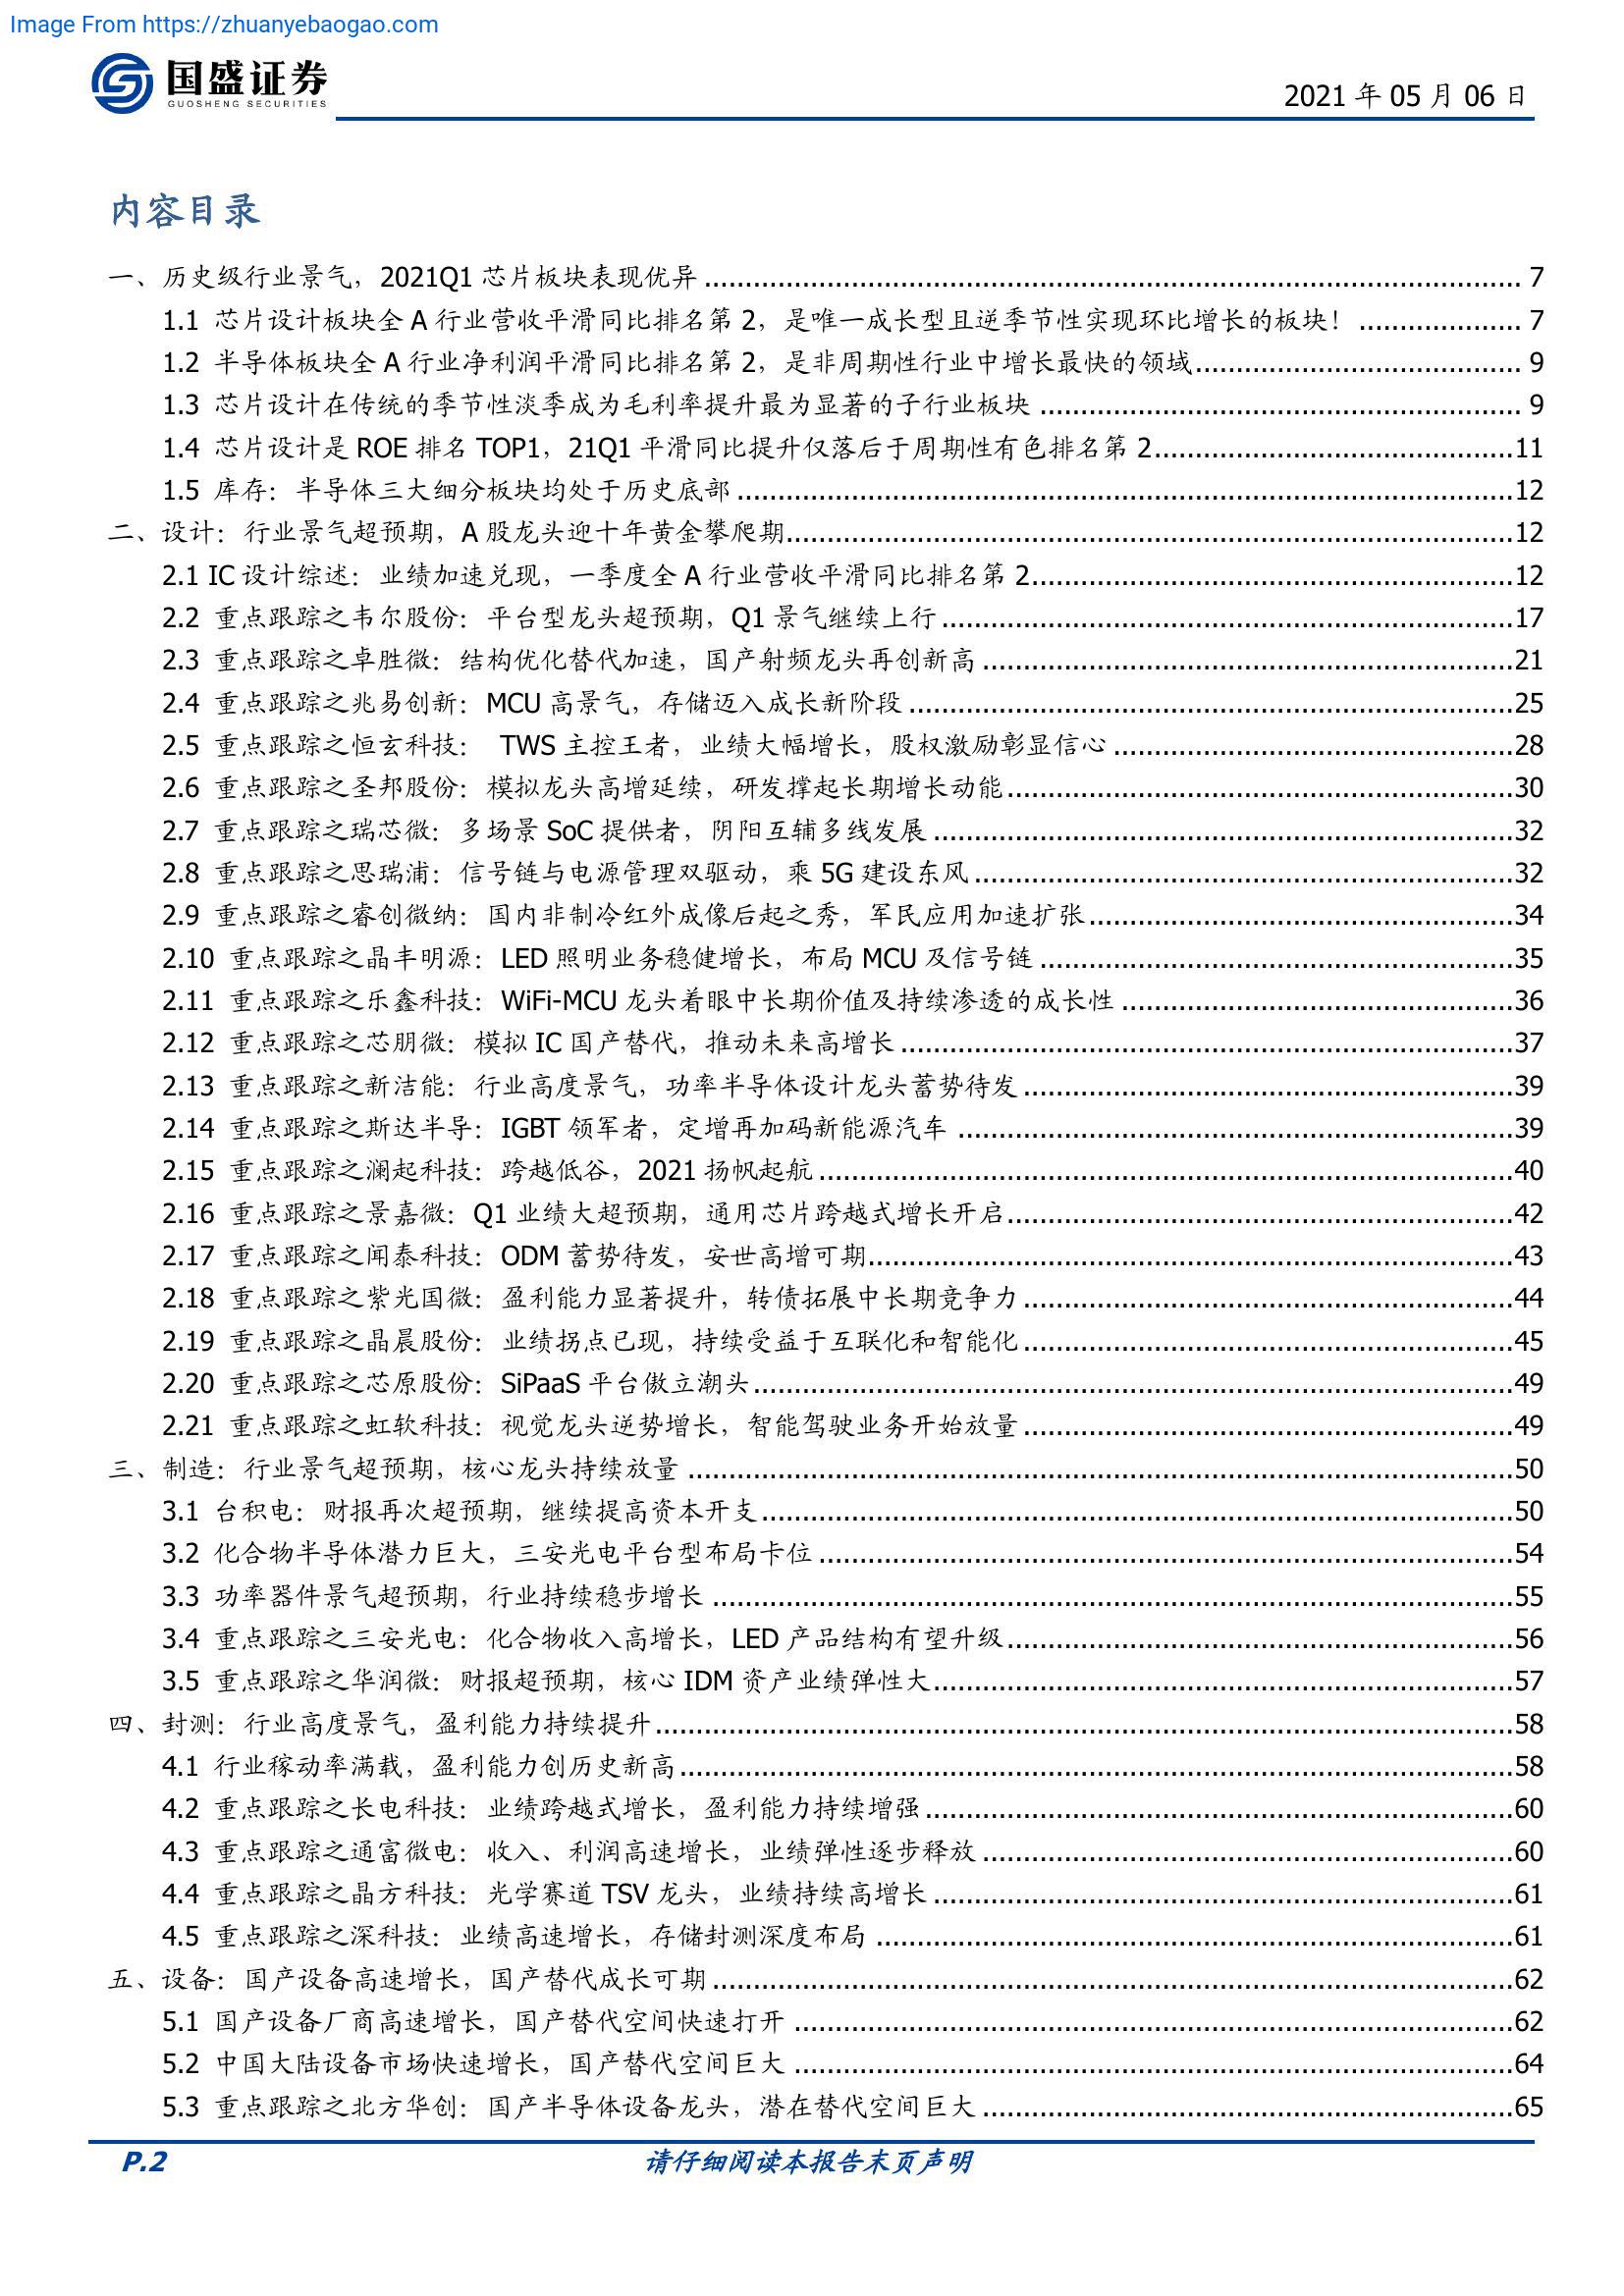 Image From https://zhuanyebaogao.com
国盛证券
GUOSHENG SECURITIES
2021 年 05 月 06 日
内容目录
一、历史级行业景气，2021Q1 芯片板块表现优异 7
1.1 芯片设计板块全 A 行业营收平滑同比排名第 2，是唯一成长型且逆季节性实现环比增长的板块！ 7
1.2 半导体板块全 A 行业净利润平滑同比排名第 2，是非周期性行业中增长最快的领域 9
1.3 芯片设计在传统的季节性淡季成为毛利率提升最为显著的子行业板块 9
1.4 芯片设计是 ROE 排名 TOP1，21Q1 平滑同比提升仅落后于周期性有色排名第 2 11
1.5 库存：半导体三大细分板块均处于历史底部 12
二、设计：行业景气超预期，A 股龙头迎十年黄金攀爬期 12
2.1 IC 设计综述：业绩加速兑现，一季度全 A 行业营收平滑同比排名第 2 12
2.2 重点跟踪之韦尔股份：平台型龙头超预期，Q1 景气继续上行 17
2.3 重点跟踪之卓胜微：结构优化替代加速，国产射频龙头再创新高 21
2.4 重点跟踪之兆易创新：MCU 高景气，存储迈入成长新阶段 25
2.5 重点跟踪之恒玄科技： TWS 主控王者，业绩大幅增长，股权激励彰显信心 28
2.6 重点跟踪之圣邦股份：模拟龙头高增延续，研发撑起长期增长动能 30
2.7 重点跟踪之瑞芯微：多场景 SoC 提供者，阴阳互辅多线发展 32
2.8 重点跟踪之思瑞浦：信号链与电源管理双驱动，乘 5G 建设东风 32
2.9 重点跟踪之睿创微纳：国内非制冷红外成像后起之秀，军民应用加速扩张 34
2.10 重点跟踪之晶丰明源：LED 照明业务稳健增长，布局 MCU 及信号链 35
2.11 重点跟踪之乐鑫科技：WiFi-MCU 龙头着眼中长期价值及持续渗透的成长性 36
2.12 重点跟踪之芯朋微：模拟 IC 国产替代，推动未来高增长 37
2.13 重点跟踪之新洁能：行业高度景气，功率半导体设计龙头蓄势待发 39
2.14 重点跟踪之斯达半导：IGBT 领军者，定增再加码新能源汽车 39
2.15 重点跟踪之澜起科技：跨越低谷，2021 扬帆起航 40
2.16 重点跟踪之景嘉微：Q1 业绩大超预期，通用芯片跨越式增长开启 42
2.17 重点跟踪之闻泰科技：ODM 蓄势待发，安世高增可期 43
2.18 重点跟踪之紫光国微：盈利能力显著提升，转债拓展中长期竞争力 44
2.19 重点跟踪之晶晨股份：业绩拐点已现，持续受益于互联化和智能化 45
2.20 重点跟踪之芯原股份：SiPaaS 平台傲立潮头 49
2.21 重点跟踪之虹软科技：视觉龙头逆势增长，智能驾驶业务开始放量 49
三、制造：行业景气超预期，核心龙头持续放量 50
3.1 台积电：财报再次超预期，继续提高资本开支 50
3.2 化合物半导体潜力巨大，三安光电平台型布局卡位 54
3.3 功率器件景气超预期，行业持续稳步增长 55
3.4 重点跟踪之三安光电：化合物收入高增长，LED 产品结构有望升级 56
3.5 重点跟踪之华润微：财报超预期，核心 IDM 资产业绩弹性大 57
四、封测：行业高度景气，盈利能力持续提升 58
4.1 行业稼动率满载，盈利能力创历史新高 58
4.2 重点跟踪之长电科技：业绩跨越式增长，盈利能力持续增强 60
4.3 重点跟踪之通富微电：收入、利润高速增长，业绩弹性逐步释放 60
4.4 重点跟踪之晶方科技：光学赛道 TSV 龙头，业绩持续高增长 61
4.5 重点跟踪之深科技：业绩高速增长，存储封测深度布局 61
五、设备：国产设备高速增长，国产替代成长可期 62
5.1 国产设备厂商高速增长，国产替代空间快速打开 62
5.2 中国大陆设备市场快速增长，国产替代空间巨大 64
5.3 重点跟踪之北方华创：国产半导体设备龙头，潜在替代空间巨大 65
P.2
请仔细阅读本报告末页声明